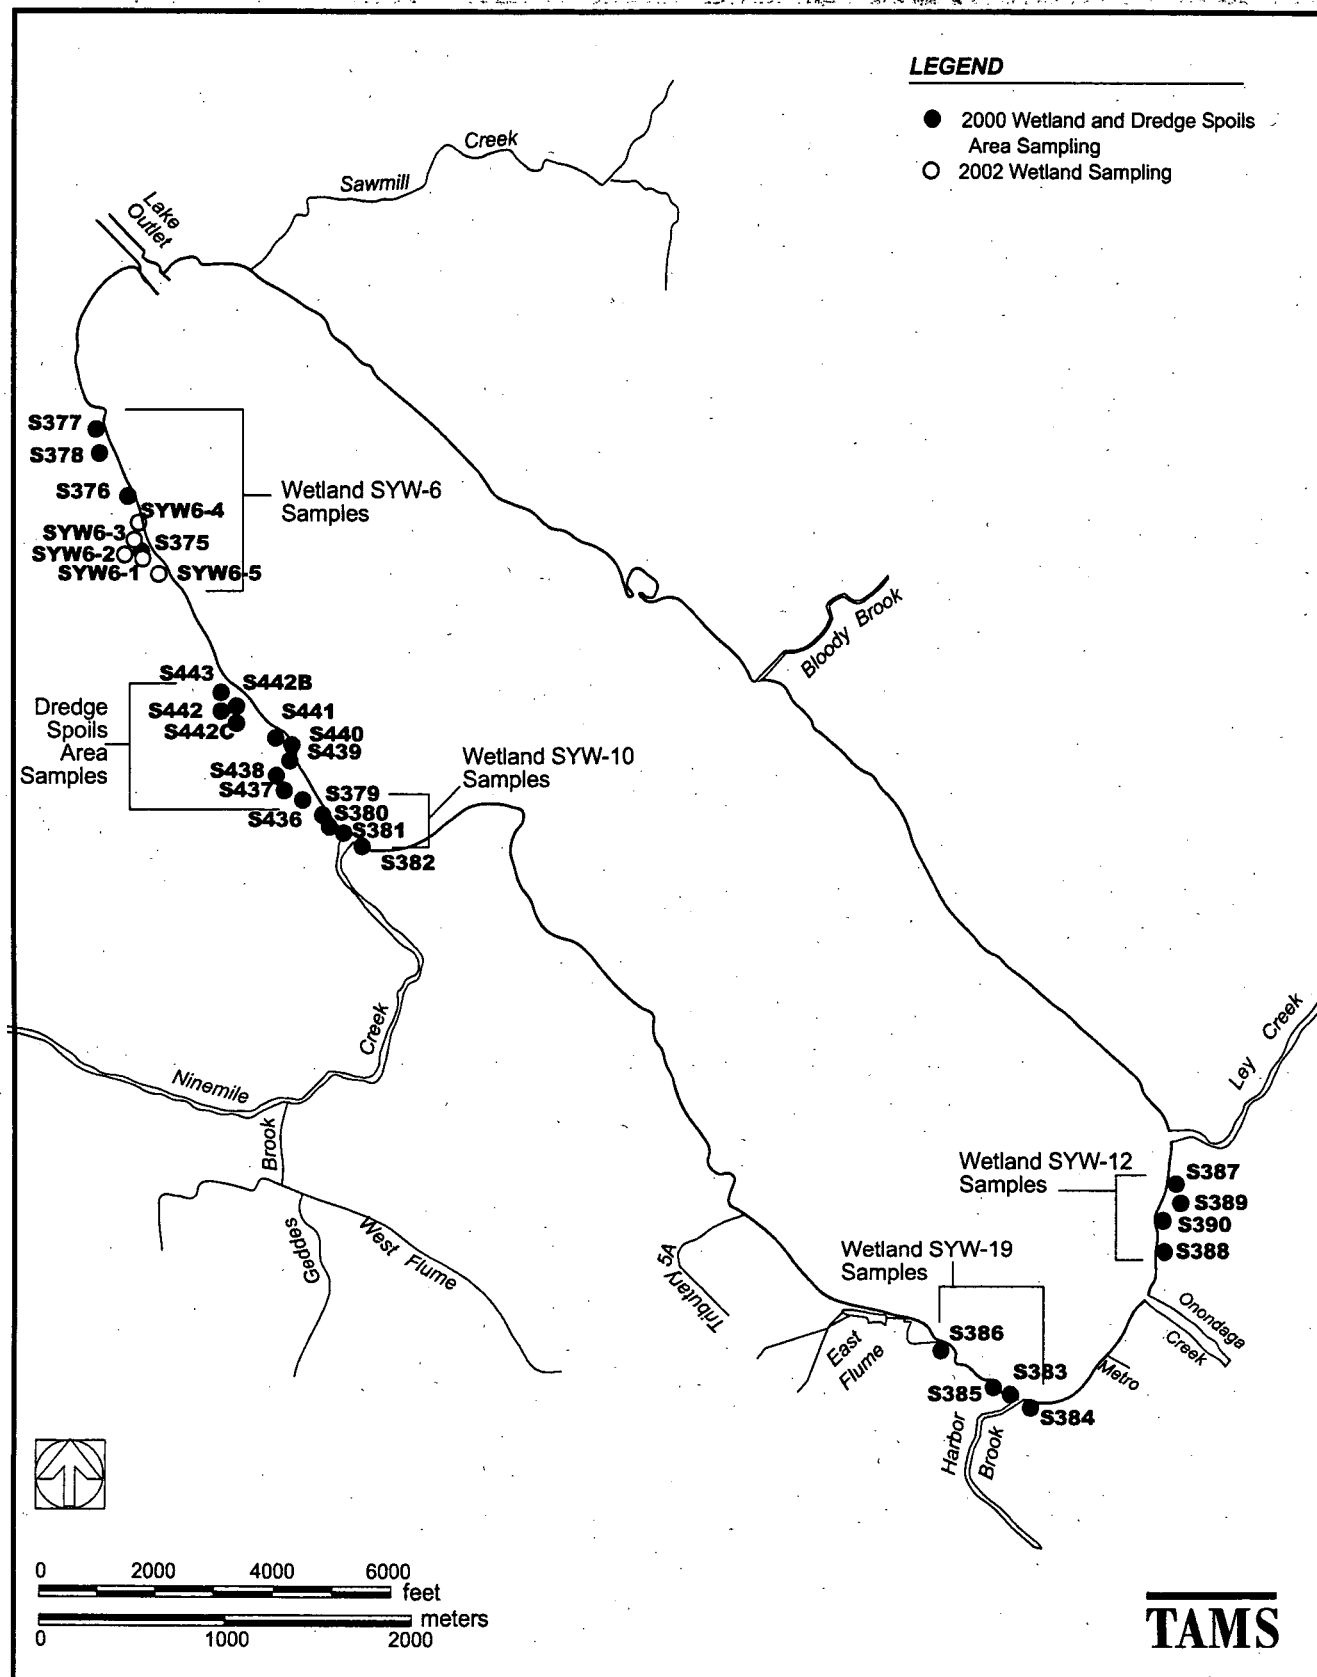 LEGEND
2000 Wetland and Dredge Spoils
Area Sampling
2002 Wetland Sampling
Creek
Sawmill
Lake
Outlet
S377
S378
S376
SYW6-4
SYW6-3
S375
SYW6-2
SYW6-1
SYW6-5
Wetland SYW-6
Samples
Bloody Brook
S443
S442B
S442
S442C
S441
S440
S439
S438
S437
S436
Dredge
Spoils
Area
Samples
Wetland SYW-10
Samples
S379
S380
S381
S382
Creek
Ninemile
Brook
Geddes
West Flume
Ley Creek
Wetland SYW-12
Samples
S387
S389
S390
S388
Wetland SYW-19
Samples
Tributary 5A
East
Flume
S386
S383
S385
S384
Onondaga
Creek
Metro
Harbor
Brook
0 2000 4000 6000
feet
meters
0 1000 2000
TAMS